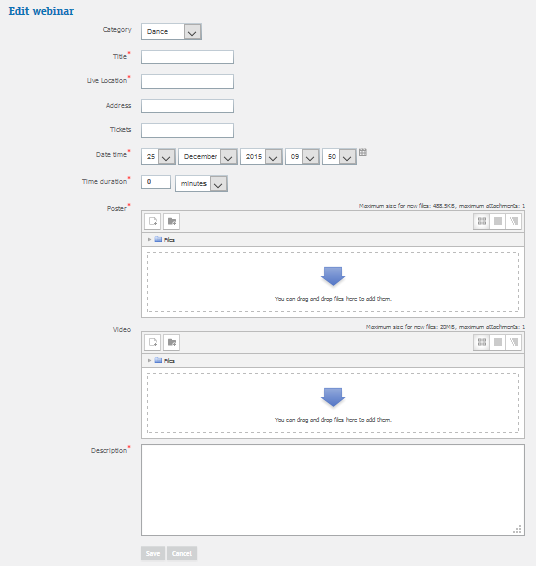 Edit webinar
Category Dance
Title*
Live Location*
Address
Tickets
Date time* 25 December 2015 09 50
Time duration* 0 minutes
Maximum size for new files: 488.3KB, maximum attachments: 1
Poster*
Files
You can drag and drop files here to add them.
Maximum size for new files: 20MB, maximum attachments: 1
Video
Files
You can drag and drop files here to add them.
Description*
Save Cancel